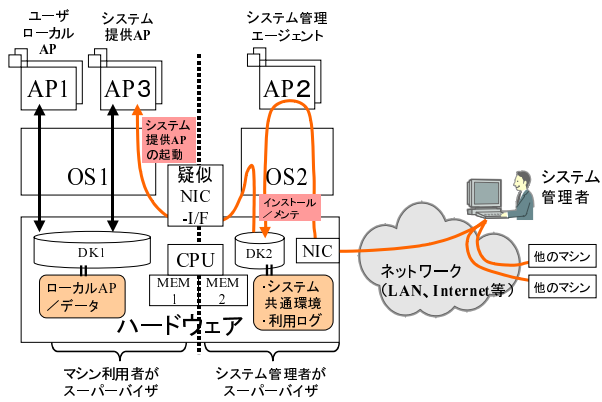 ユーザ
ローカル
AP
システム
提供AP
システム管理
エージェント
AP1
AP3
AP2
システム
提供AP
の起動
OS1
疑似
NIC
-I/F
OS2
インストール
／メンテ
システム
管理者
DK1
CPU
DK2
NIC
MEM
1
MEM
2
ローカルAP
／データ
・システム
共通環境
・利用ログ
ハードウェア
ネットワーク
（LAN、Internet等）
他のマシン
他のマシン
マシン利用者が
スーパーバイザ
システム管理者が
スーパーバイザ